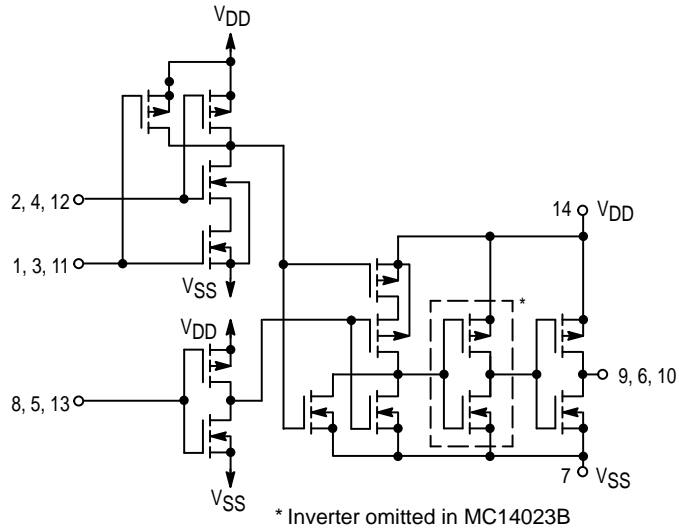 VDD
2, 4, 12
1, 3, 11
VSS
VDD
8, 5, 13
VSS
14 VDD
*
9, 6, 10
7 VSS
* Inverter omitted in MC14023B